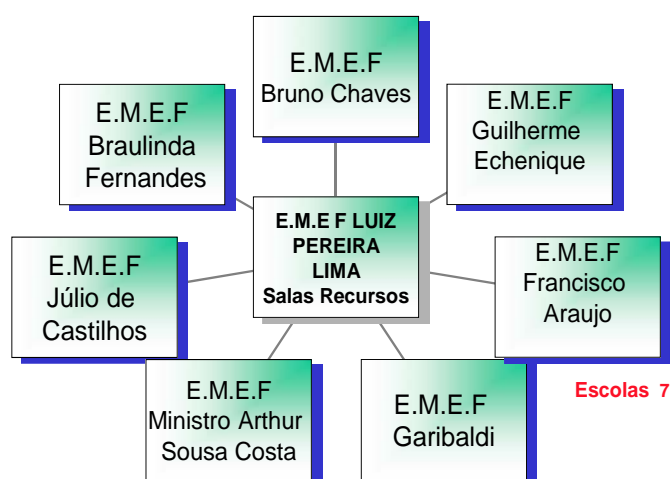 E.M.E.F
Bruno Chaves
E.M.E.F
Braulinda
Fernandes
E.M.E.F
Guilherme
Echenique
E.M.E F LUIZ
PEREIRA
LIMA
Salas Recursos
E.M.E.F
Júlio de
Castilhos
E.M.E.F
Francisco
Araujo
E.M.E.F
Ministro Arthur
Sousa Costa
E.M.E.F
Garibaldi
Escolas 7